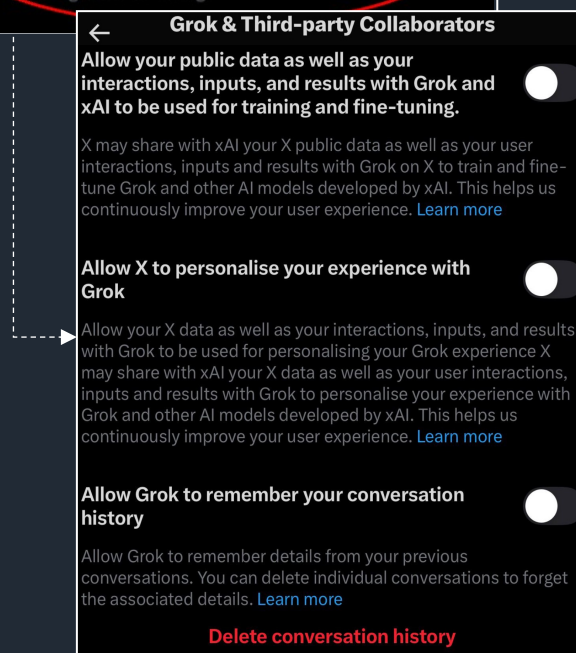 Grok & Third-party Collaborators
Allow your public data as well as your
interactions, inputs, and results with Grok and
xAI to be used for training and fine-tuning.
X may share with xAI your X public data as well as your user
interactions, inputs and results with Grok on X to train and fine-
tune Grok and other AI models developed by xAI. This helps us
continuously improve your user experience. Learn more
Allow X to personalise your experience with
Grok
Allow your X data as well as your interactions, inputs, and results
with Grok to be used for personalising your Grok experience X
may share with xAI your X data as well as your user interactions,
inputs and results with Grok to personalise your experience with
Grok and other AI models developed by xAI. This helps us
continuously improve your user experience. Learn more
Allow Grok to remember your conversation
history
Allow Grok to remember details from your previous
conversations. You can delete individual conversations to forget
the associated details. Learn more
Delete conversation history